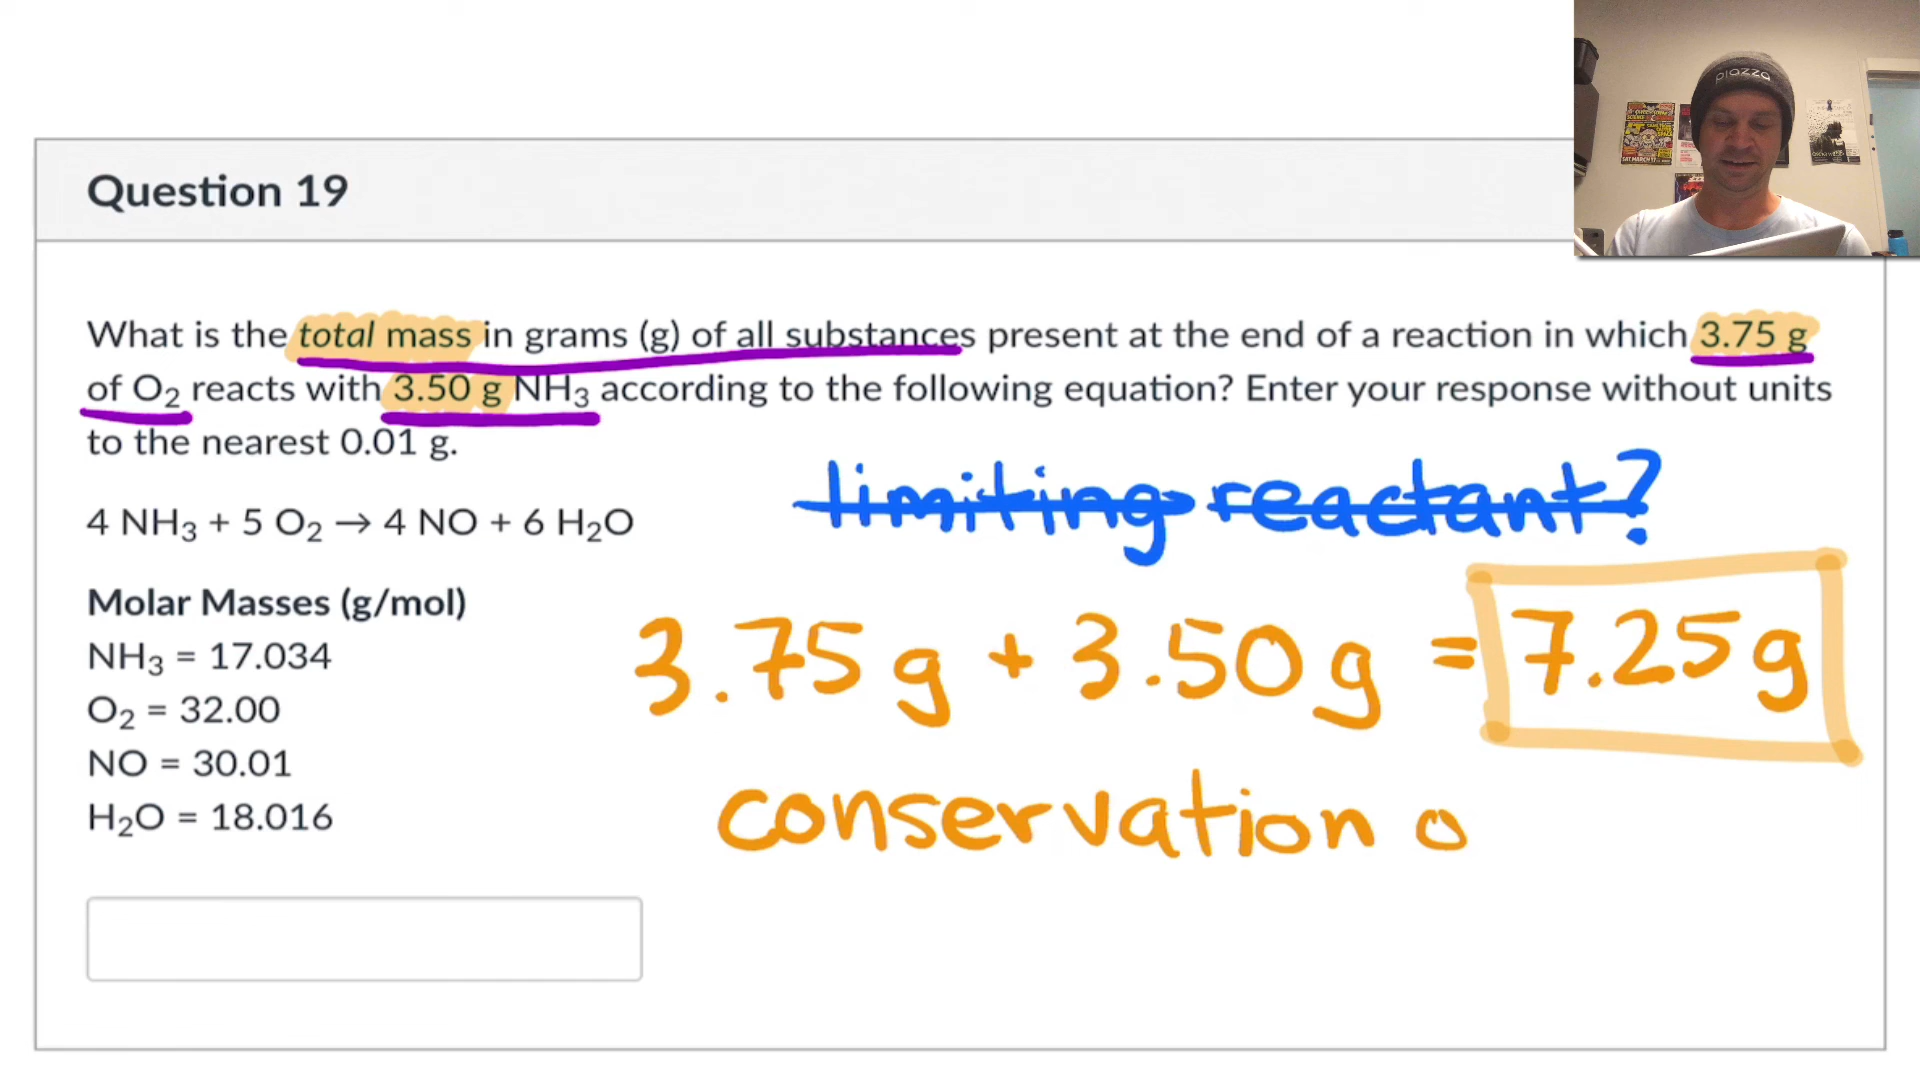 piazza
Question 19
What is the total mass in grams (g) of all substances present at the end of a reaction in which 3.75 g
of O₂ reacts with 3.50 g NH₃ according to the following equation? Enter your response without units
to the nearest 0.01 g.
limiting reactant?
4 NH₃ + 5 O₂ → 4 NO + 6 H₂O
Molar Masses (g/mol)
NH₃ = 17.034
O₂ = 32.00
NO = 30.01
H₂O = 18.016
3.75 g + 3.50 g = 7.25 g
conservation o